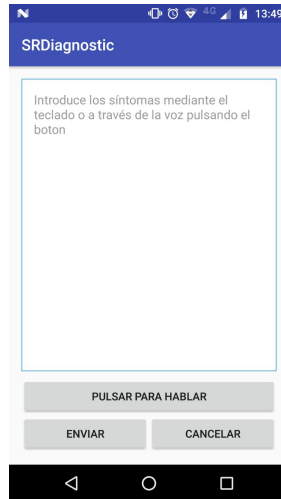 4G 13:49
SRDiagnostic
Introduce los síntomas mediante el
teclado o a través de la voz pulsando el
boton
PULSAR PARA HABLAR
ENVIAR CANCELAR